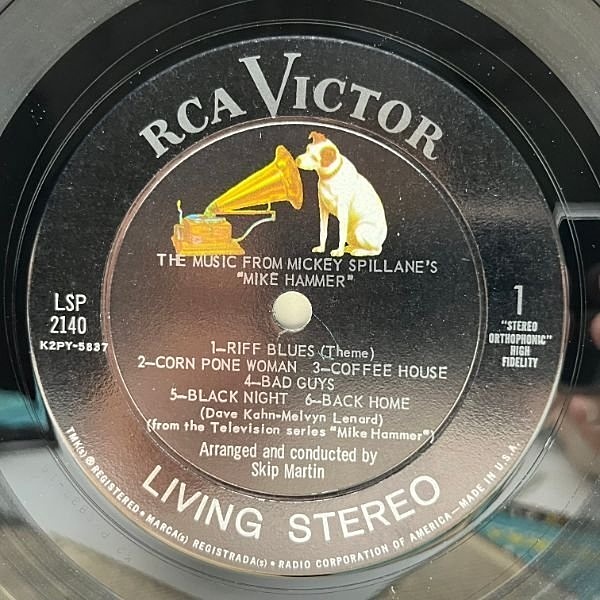 RCA VICTOR
THE MUSIC FROM MICKEY SPILLANE'S
"MIKE HAMMER"
LSP
2140
K2PY-5837
1
"STEREO
ORTHOPHONIC"
HIGH
FIDELITY
1–RIFF BLUES (Theme)
2–CORN PONE WOMAN 3–COFFEE HOUSE
4–BAD GUYS
5–BLACK NIGHT 6–BACK HOME
(Dave Kahn-Melvyn Lenard)
(from the Television series "Mike Hammer")
Arranged and conducted by
Skip Martin
LIVING STEREO
TMK(s) ® REGISTERED • MARCA(s) REGISTRADA(s) • RADIO CORPORATION OF AMERICA—MADE IN U.S.A.